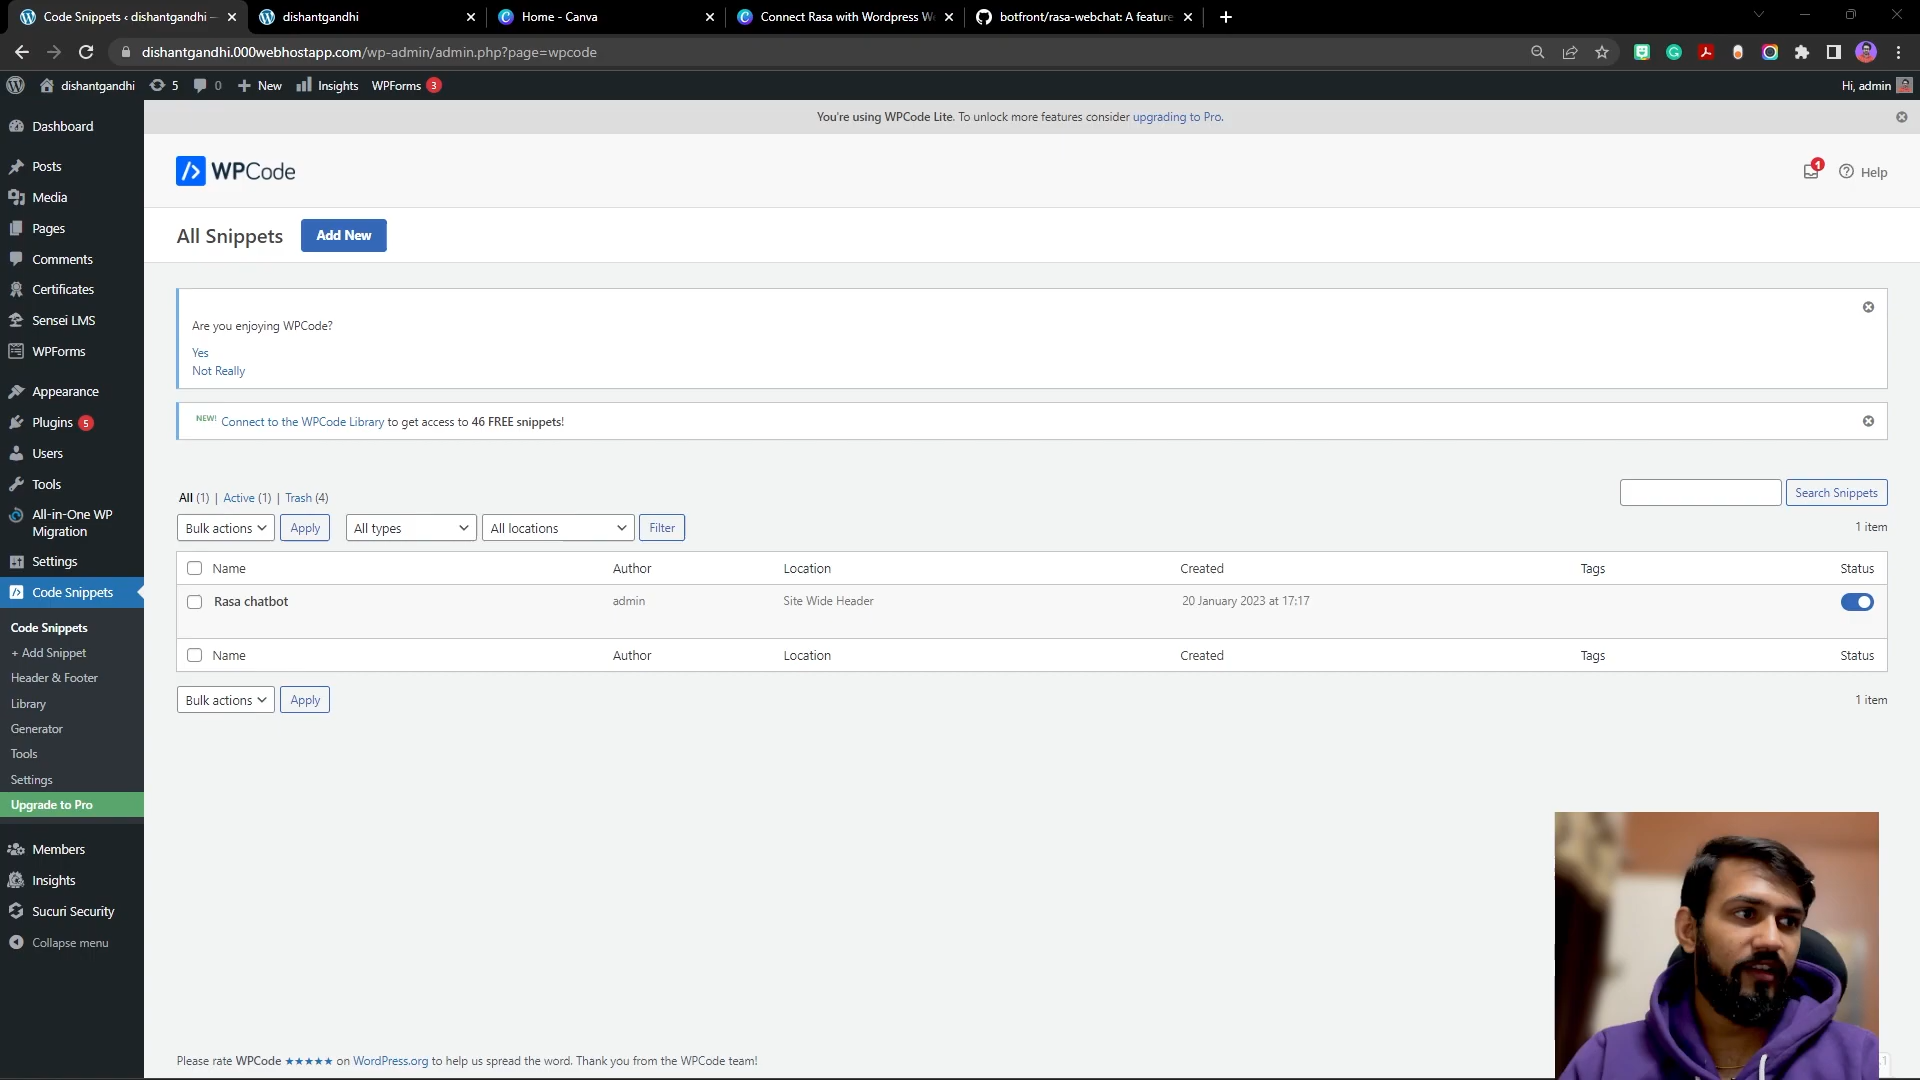 Code Snippets ‹ dishantgandhi —
dishantgandhi
Home - Canva
Connect Rasa with Wordpress We
botfront/rasa-webchat: A feature
dishantgandhi.000webhostapp.com/wp-admin/admin.php?page=wpcode
dishantgandhi
5
0
New
Insights
WPForms 3
Hi, admin
Dashboard
Posts
Media
Pages
Comments
Certificates
Sensei LMS
WPForms
Appearance
Plugins 5
Users
Tools
All-in-One WP
Migration
Settings
Code Snippets
Code Snippets
+ Add Snippet
Header & Footer
Library
Generator
Tools
Settings
Upgrade to Pro
Members
Insights
Sucuri Security
Collapse menu
You're using WPCode Lite. To unlock more features consider upgrading to Pro.
WPCode
1
Help
All Snippets
Add New
Are you enjoying WPCode?
Yes
Not Really
NEW! Connect to the WPCode Library to get access to 46 FREE snippets!
All (1) | Active (1) | Trash (4)
Search Snippets
Bulk actions
Apply
All types
All locations
Filter
1 item
Name Author Location Created Tags Status
Rasa chatbot admin Site Wide Header 20 January 2023 at 17:17
Name Author Location Created Tags Status
Bulk actions
Apply
1 item
Please rate WPCode ★★★★★ on WordPress.org to help us spread the word. Thank you from the WPCode team!